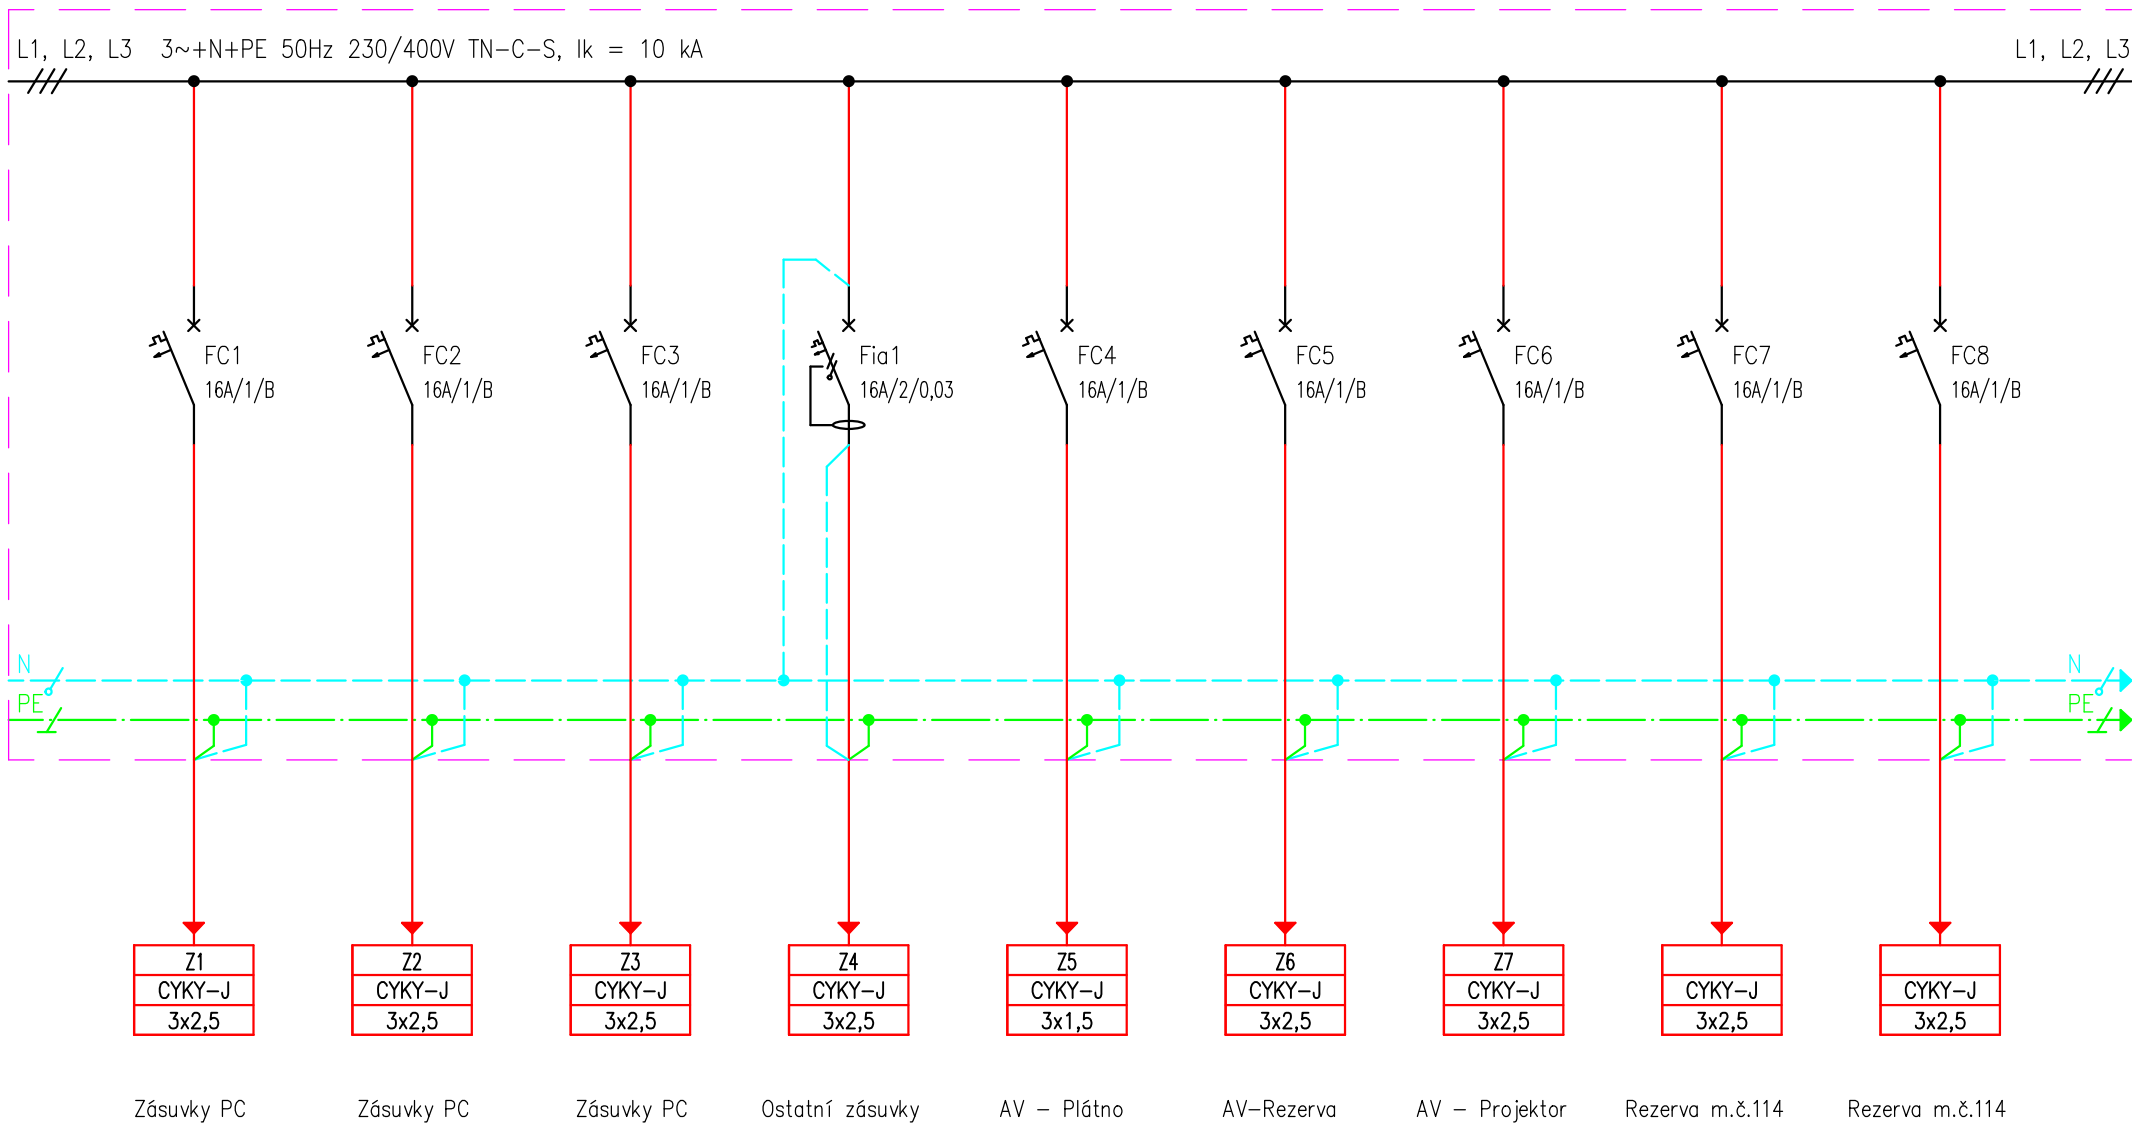 L1, L2, L3 3~+N+PE 50Hz 230/400V TN-C-S, Ik = 10 kA
L1, L2, L3
FC1
16A/1/B
FC2
16A/1/B
FC3
16A/1/B
Fia1
16A/2/0,03
FC4
16A/1/B
FC5
16A/1/B
FC6
16A/1/B
FC7
16A/1/B
FC8
16A/1/B
N
PE
N
PE
Z1
CYKY-J
3x2,5
Z2
CYKY-J
3x2,5
Z3
CYKY-J
3x2,5
Z4
CYKY-J
3x2,5
Z5
CYKY-J
3x1,5
Z6
CYKY-J
3x2,5
Z7
CYKY-J
3x2,5
CYKY-J
3x2,5
CYKY-J
3x2,5
Zásuvky PC
Zásuvky PC
Zásuvky PC
Ostatní zásuvky
AV - Plátno
AV-Rezerva
AV - Projektor
Rezerva m.č.114
Rezerva m.č.114